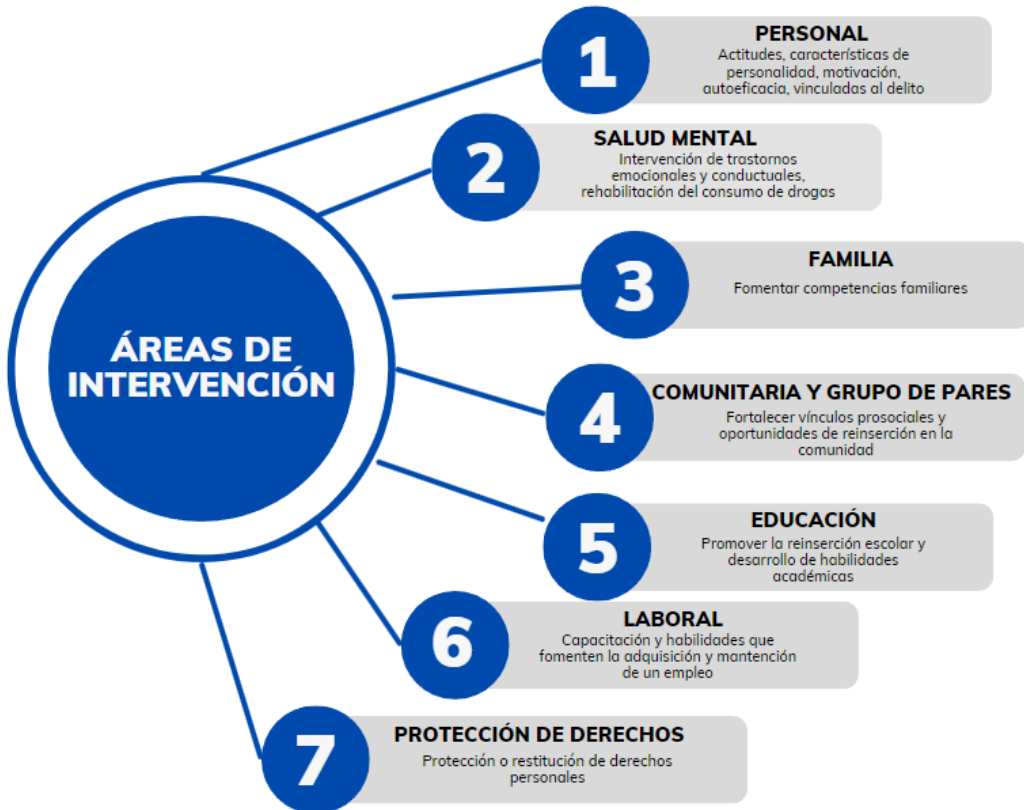 1
PERSONAL
Actitudes, características de
personalidad, motivación,
autoeficacia, vinculadas al delito
2
SALUD MENTAL
Intervención de trastornos
emocionales y conductuales,
rehabilitación del consumo de drogas
3
FAMILIA
Fomentar competencias familiares
ÁREAS DE
INTERVENCIÓN
4
COMUNITARIA Y GRUPO DE PARES
Fortalecer vínculos prosociales y
oportunidades de reinserción en la
comunidad
5
EDUCACIÓN
Promover la reinserción escolar y
desarrollo de habilidades
académicas
6
LABORAL
Capacitación y habilidades que
fomenten la adquisición y mantención
de un empleo
7
PROTECCIÓN DE DERECHOS
Protección o restitución de derechos
personales